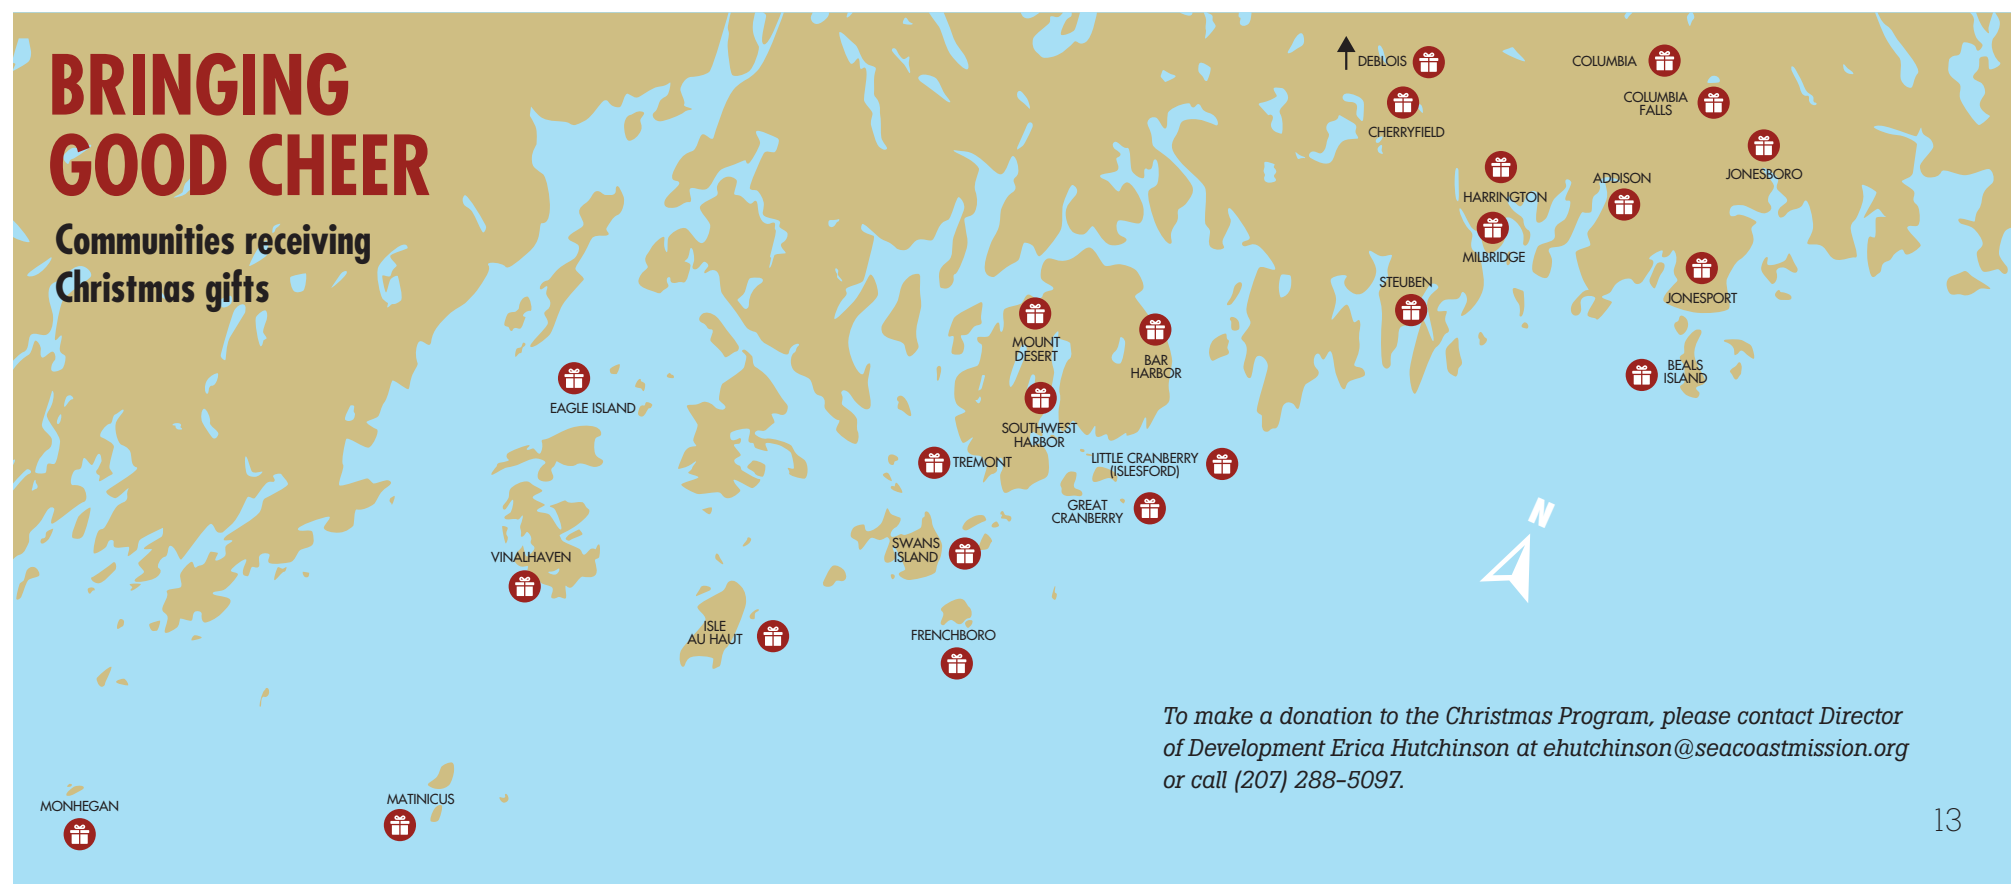 BRINGING
GOOD CHEER
Communities receiving
Christmas gifts
DEBLOIS
COLUMBIA
COLUMBIA
FALLS
CHERRYFIELD
JONESBORO
ADDISON
HARRINGTON
MILBRIDGE
STEUBEN
JONESPORT
MOUNT
DESERT
BAR
HARBOR
BEALS
ISLAND
EAGLE ISLAND
SOUTHWEST
HARBOR
TREMONT
LITTLE CRANBERRY
(ISLESFORD)
GREAT
CRANBERRY
N
SWANS
ISLAND
VINALHAVEN
ISLE
AU HAUT
FRENCHBORO
To make a donation to the Christmas Program, please contact Director
of Development Erica Hutchinson at ehutchinson@seacoastmission.org
or call (207) 288-5097.
MONHEGAN
MATINICUS
13